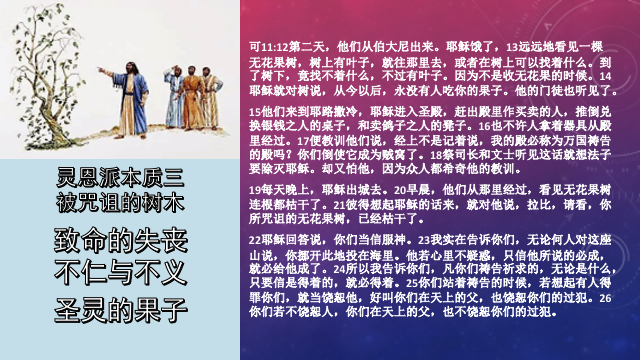 灵恩派本质三
被咒诅的树木
致命的失丧
不仁与不义
圣灵的果子
可11:12第二天，他们从伯大尼出来。耶稣饿了，13远远地看见一棵
无花果树，树上有叶子，就往那里去，或者在树上可以找着什么。到
了树下，竟找不着什么，不过有叶子。因为不是收无花果的时候。14
耶稣就对树说，从今以后，永没有人吃你的果子。他的门徒也听见了。
15他们来到耶路撒冷，耶稣进入圣殿，赶出殿里作买卖的人，推倒兑
换银钱之人的桌子，和卖鸽子之人的凳子。16也不许人拿着器具从殿
里经过。17便教训他们说，经上不是记着说，我的殿必称为万国祷告
的殿吗？你们倒使它成为贼窝了。18祭司长和文士听见这话就想法子
要除灭耶稣。却又怕他，因为众人都希奇他的教训。
19每天晚上，耶稣出城去。20早晨，他们从那里经过，看见无花果树
连根都枯干了。21彼得想起耶稣的话来，就对他说，拉比，请看，你
所咒诅的无花果树，已经枯干了。
22耶稣回答说，你们当信服神。23我实在告诉你们，无论何人对这座
山说，你挪开此地投在海里。他若心里不疑惑，只信他所说的必成，
就必给他成了。24所以我告诉你们，凡你们祷告祈求的，无论是什么，
只要信是得着的，就必得着。25你们站着祷告的时候，若想起有人得
罪你们，就当饶恕他，好叫你们在天上的父，也饶恕你们的过犯。26
你们若不饶恕人，你们在天上的父，也不饶恕你们的过犯。